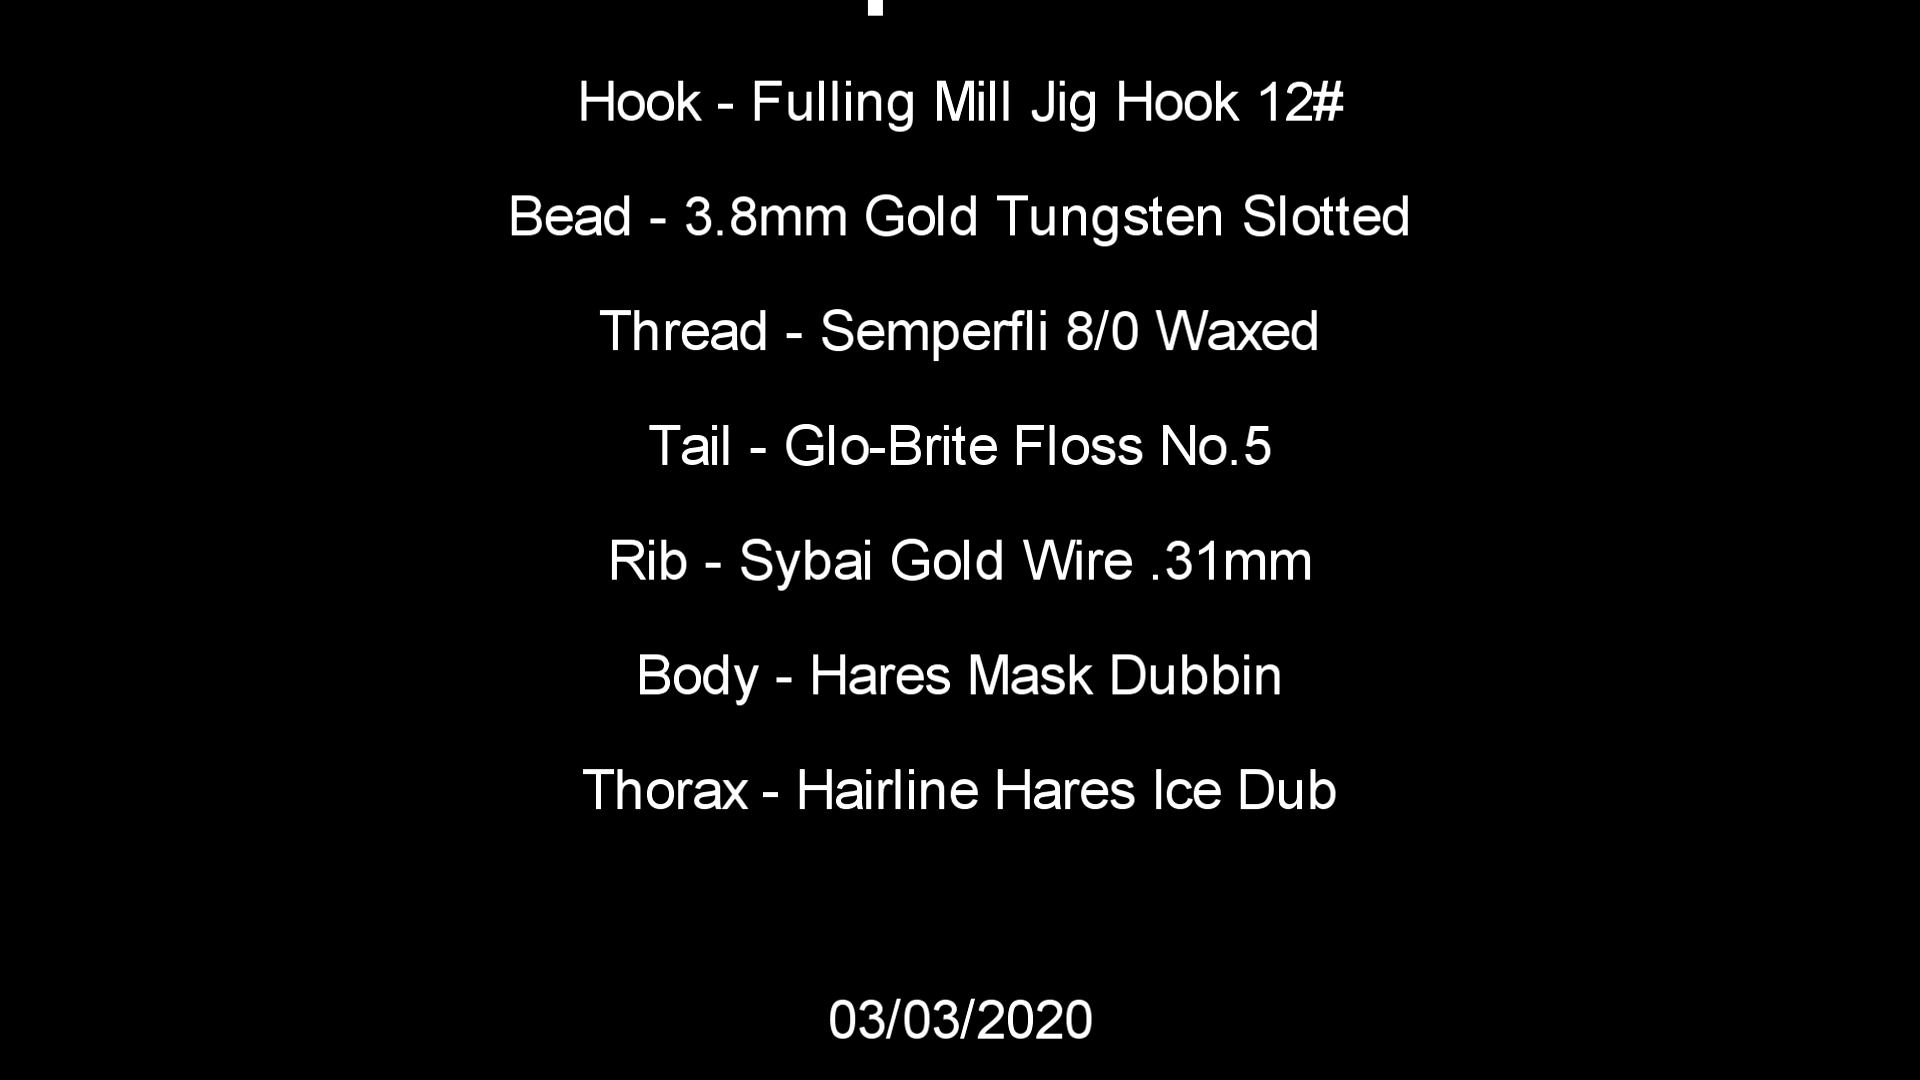 Hook - Fulling Mill Jig Hook 12#
Bead - 3.8mm Gold Tungsten Slotted
Thread - Semperfli 8/0 Waxed
Tail - Glo-Brite Floss No.5
Rib - Sybai Gold Wire .31mm
Body - Hares Mask Dubbin
Thorax - Hairline Hares Ice Dub
03/03/2020